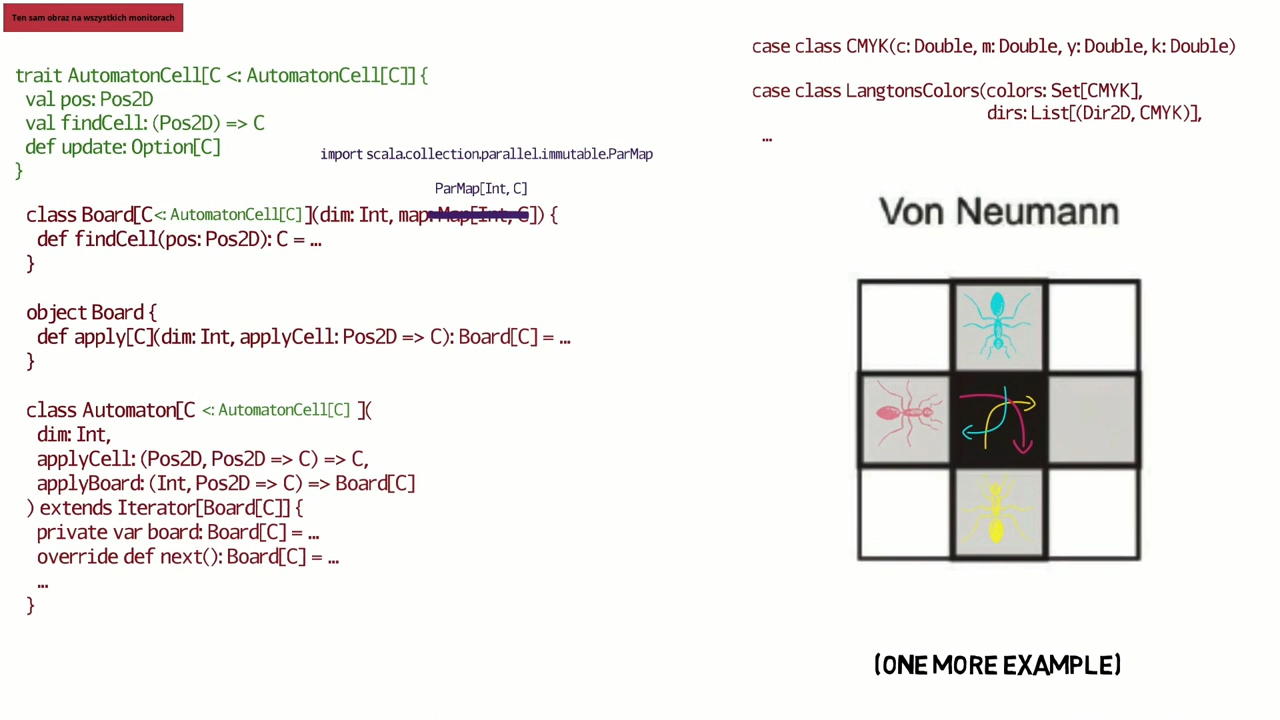 Ten sam obraz na wszystkich monitorach
trait AutomatonCell[C <: AutomatonCell[C]] {
val pos: Pos2D
val findCell: (Pos2D) => C
def update: Option[C]
}
import scala.collection.parallel.immutable.ParMap
ParMap[Int, C]
class Board[C <: AutomatonCell[C] ](dim: Int, map: Map[Int, C]) {
def findCell(pos: Pos2D): C = ...
}
object Board {
def apply[C](dim: Int, applyCell: Pos2D => C): Board[C] = ...
}
class Automaton[C <: AutomatonCell[C] ](
dim: Int,
applyCell: (Pos2D, Pos2D => C) => C,
applyBoard: (Int, Pos2D => C) => Board[C]
) extends Iterator[Board[C]] {
private var board: Board[C] = ...
override def next(): Board[C] = ...
...
}
case class CMYK(c: Double, m: Double, y: Double, k: Double)
case class LangtonsColors(colors: Set[CMYK],
dirs: List[(Dir2D, CMYK)],
...
Von Neumann
(ONE MORE EXAMPLE)